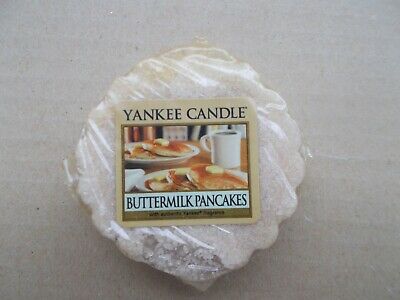 YANKEE CANDLE®
BUTTERMILK PANCAKES
with authentic Yankee® fragrance